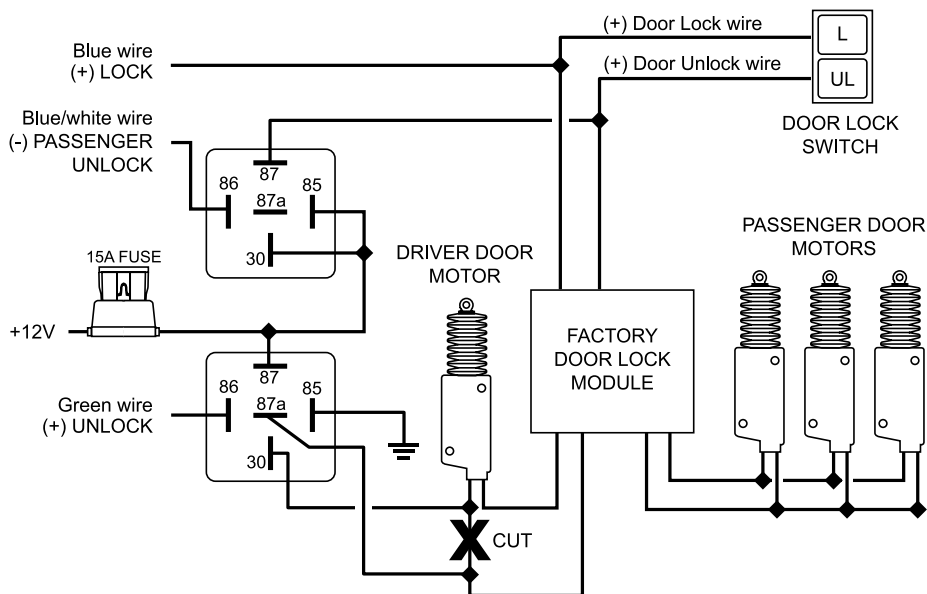 (+) Door Lock wire
L
Blue wire
(+) LOCK
(+) Door Unlock wire
UL
DOOR LOCK
SWITCH
Blue/white wire
(-) PASSENGER
UNLOCK
87
86
87a
85
30
15A FUSE
+12V
DRIVER DOOR
MOTOR
PASSENGER DOOR
MOTORS
FACTORY
DOOR LOCK
MODULE
87
86
87a
85
30
Green wire
(+) UNLOCK
X CUT